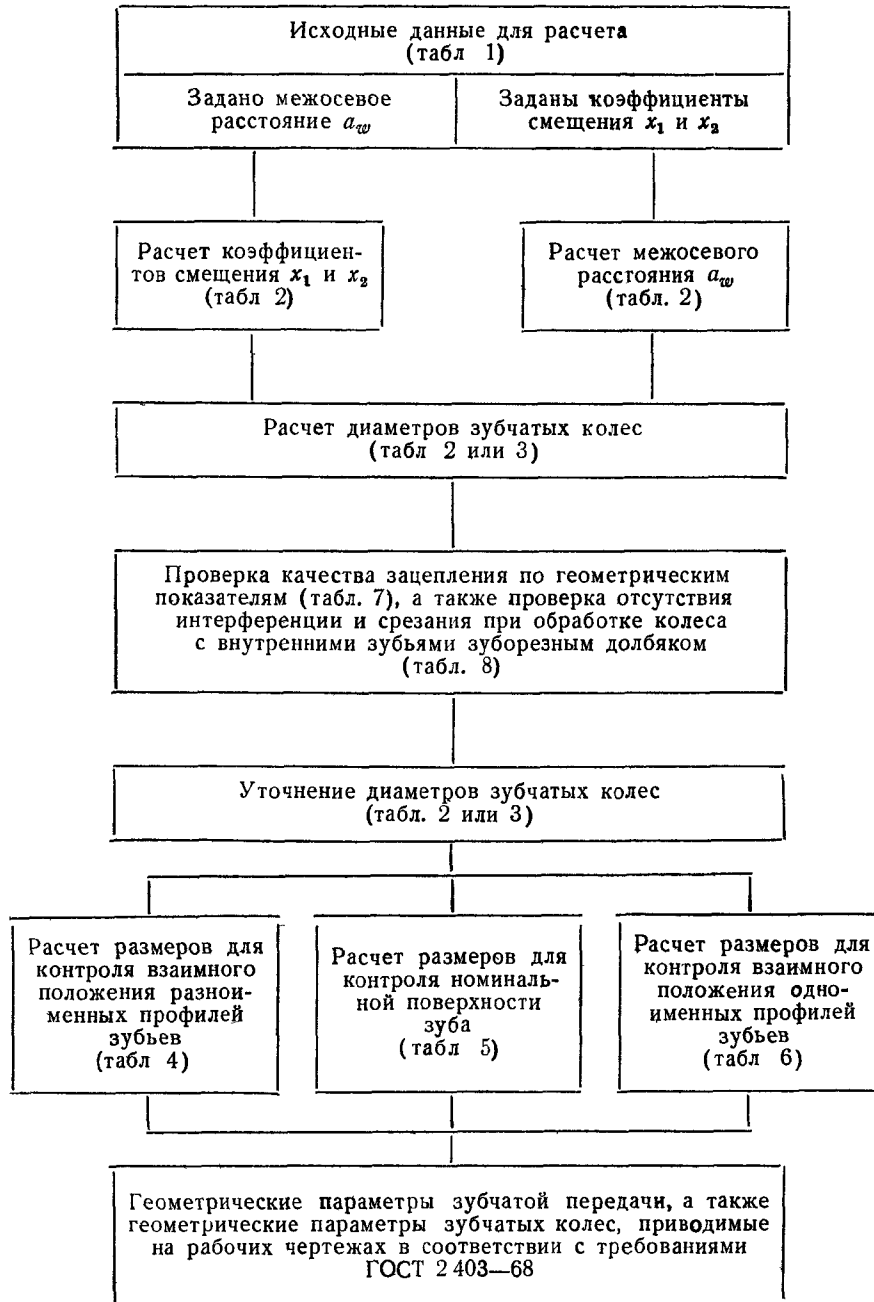 Исходные данные для расчета
(табл 1)
Задано межосевое
расстояние a_w
Заданы коэффициенты
смещения x₁ и x₂
Расчет коэффициен-
тов смещения x₁ и x₂
(табл 2)
Расчет межосевого
расстояния a_w
(табл. 2)
Расчет диаметров зубчатых колес
(табл 2 или 3)
Проверка качества зацепления по геометрическим
показателям (табл. 7), а также проверка отсутствия
интерференции и срезания при обработке колеса
с внутренними зубьями зуборезным долбяком
(табл. 8)
Уточнение диаметров зубчатых колес
(табл. 2 или 3)
Расчет размеров для
контроля взаимного
положения разнои-
менных профилей
зубьев
(табл 4)
Расчет размеров для
контроля номиналь-
ной поверхности
зуба
(табл 5)
Расчет размеров для
контроля взаимного
положения одно-
именных профилей
зубьев
(табл 6)
Геометрические параметры зубчатой передачи, а также
геометрические параметры зубчатых колес, приводимые
на рабочих чертежах в соответствии с требованиями
ГОСТ 2 403—68